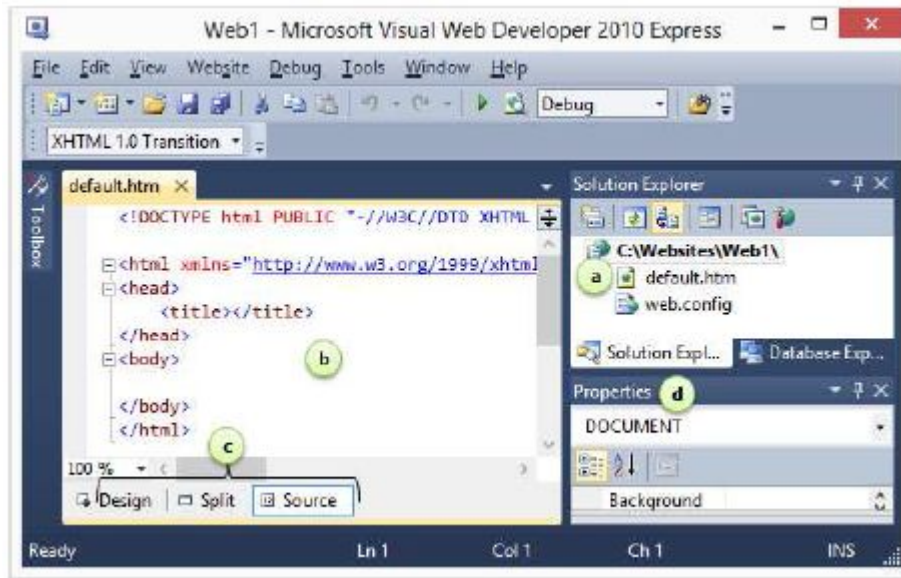 Web1 - Microsoft Visual Web Developer 2010 Express
File Edit View Website Debug Tools Window Help
Debug
XHTML 1.0 Transition
Toolbox
default.htm
<!DOCTYPE html PUBLIC "-//W3C//DTD XHTML
<html xmlns="http://www.w3.org/1999/xhtml
<head>
<title></title>
</head>
<body>
b
</body>
</html>
c
100 %
Design Split Source
Solution Explorer
C:\Websites\Web1\
a default.htm
web.config
Solution Expl... Database Exp...
Properties d
DOCUMENT
Background
Ready Ln 1 Col 1 Ch 1 INS